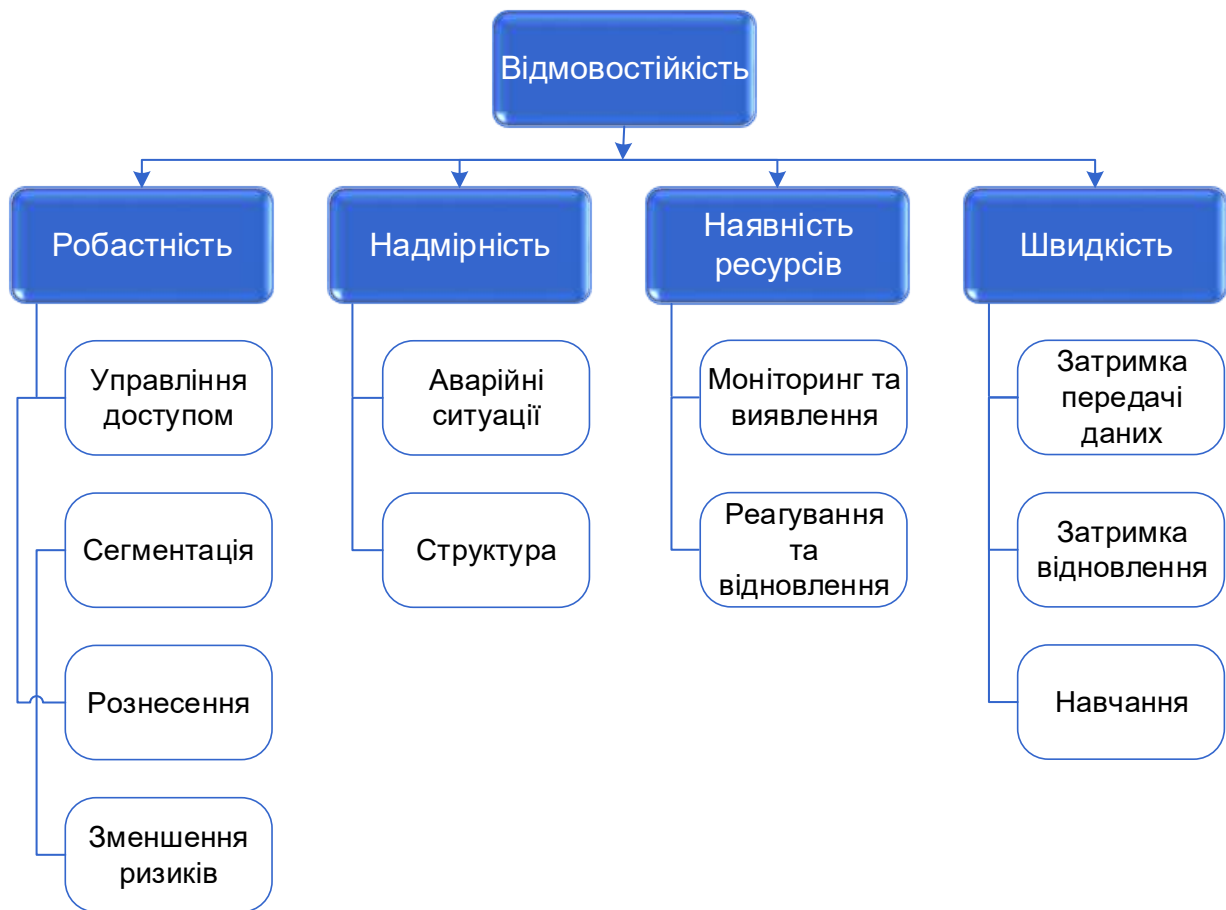 Відмовостійкість
Робастність
Надмірність
Наявність
ресурсів
Швидкість
Управління
доступом
Сегментація
Рознесення
Зменшення
ризиків
Аварійні
ситуації
Структура
Моніторинг та
виявлення
Реагування
та
відновлення
Затримка
передачі
даних
Затримка
відновлення
Навчання